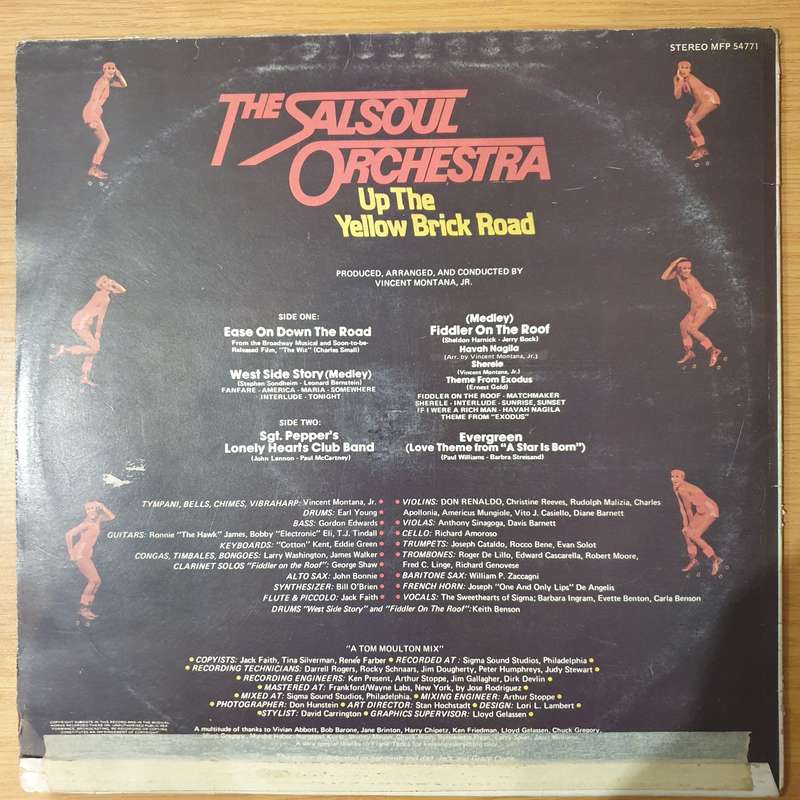 STEREO MFP 54771
THE SALSOUL
ORCHESTRA
Up The
Yellow Brick Road
PRODUCED, ARRANGED, AND CONDUCTED BY
VINCENT MONTANA, JR.
SIDE ONE:
Ease On Down The Road
From the Broadway Musical and Soon-to-be-
Released Film, "The Wiz" (Charles Small)
West Side Story (Medley)
(Stephen Sondheim - Leonard Bernstein)
FANFARE - AMERICA - MARIA - SOMEWHERE
INTERLUDE - TONIGHT
SIDE TWO:
Sgt. Pepper's
Lonely Hearts Club Band
(John Lennon - Paul McCartney)
(Medley)
Fiddler On The Roof
(Sheldon Harnick - Jerry Bock)
Havah Nagila
(Arr. by Vincent Montana, Jr.)
Sherele
(Vincent Montana, Jr.)
Theme From Exodus
(Ernest Gold)
FIDDLER ON THE ROOF - MATCHMAKER
SHERELE - INTERLUDE - SUNRISE, SUNSET
IF I WERE A RICH MAN - HAVAH NAGILA
THEME FROM "EXODUS"
Evergreen
(Love Theme from "A Star Is Born")
(Paul Williams - Barbra Streisand)
TYMPANI, BELLS, CHIMES, VIBRAHARP: Vincent Montana, Jr.
DRUMS: Earl Young
BASS: Gordon Edwards
GUITARS: Ronnie "The Hawk" James, Bobby "Electronic" Eli, T.J. Tindall
KEYBOARDS: "Cotton" Kent, Eddie Green
CONGAS, TIMBALES, BONGOES: Larry Washington, James Walker
CLARINET SOLOS "Fiddler on the Roof": George Shaw
ALTO SAX: John Bonnie
SYNTHESIZER: Bill O'Brien
FLUTE & PICCOLO: Jack Faith
DRUMS "West Side Story" and "Fiddler On The Roof": Keith Benson
VIOLINS: DON RENALDO, Christine Reeves, Rudolph Malizia, Charles
Apollonia, Americus Mungiole, Vito J. Casiello, Diane Barnett
VIOLAS: Anthony Sinagoga, Davis Barnett
CELLO: Richard Amoroso
TRUMPETS: Joseph Cataldo, Rocco Bene, Evan Solot
TROMBONES: Roger De Lillo, Edward Cascarella, Robert Moore,
Fred C. Linge, Richard Genovese
BARITONE SAX: William P. Zaccagni
FRENCH HORN: Joseph "One And Only Lips" De Angelis
VOCALS: The Sweethearts of Sigma; Barbara Ingram, Evette Benton, Carla Benson
"A TOM MOULTON MIX"
COPYISTS: Jack Faith, Tina Silverman, Renée Farber • RECORDED AT : Sigma Sound Studios, Philadelphia •
• RECORDING TECHNICIANS: Darrell Rogers, Rocky Schnaars, Jim Dougherty, Peter Humphreys, Judy Stewart •
• RECORDING ENGINEERS: Ken Present, Arthur Stoppe, Jim Gallagher, Dirk Devlin •
• MASTERED AT: Frankford/Wayne Labs, New York, by Jose Rodriguez •
• MIXED AT: Sigma Sound Studios, Philadelphia. • MIXING ENGINEER: Arthur Stoppe •
• PHOTOGRAPHER: Don Hunstein • ART DIRECTOR: Stan Hochstadt • DESIGN: Lori L. Lambert •
• STYLIST: David Carrington • GRAPHICS SUPERVISOR: Lloyd Gelassen •
A multitude of thanks to Vivian Abbott, Bob Barone, Jane Brinton, Harry Chipetz, Ken Friedman, Lloyd Gelassen, Chuck Gregory,